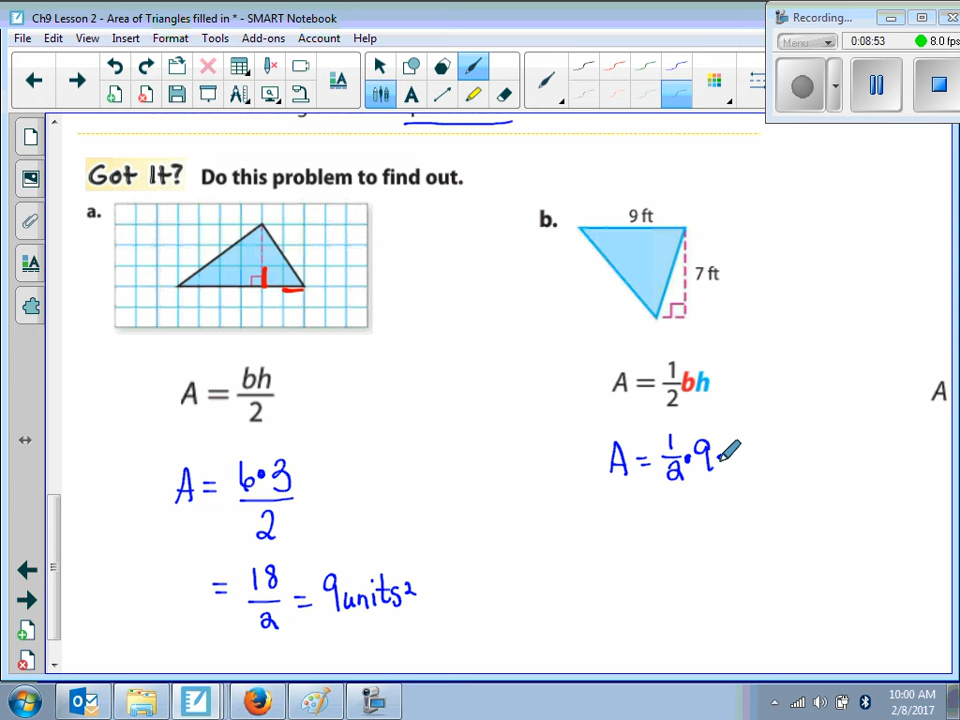 Ch9 Lesson 2 - Area of Triangles filled in * - SMART Notebook
Recording...
File Edit View Insert Format Tools Add-ons Account Help
Menu
0:08:53
8.0 fps
Got It? Do this problem to find out.
a.
b.
9 ft
7 ft
A = bh/2
A = 1/2 bh
A
A = 6•3/2
A = 1/2 • 9 •
= 18/2 = 9 units²
10:00 AM
2/8/2017